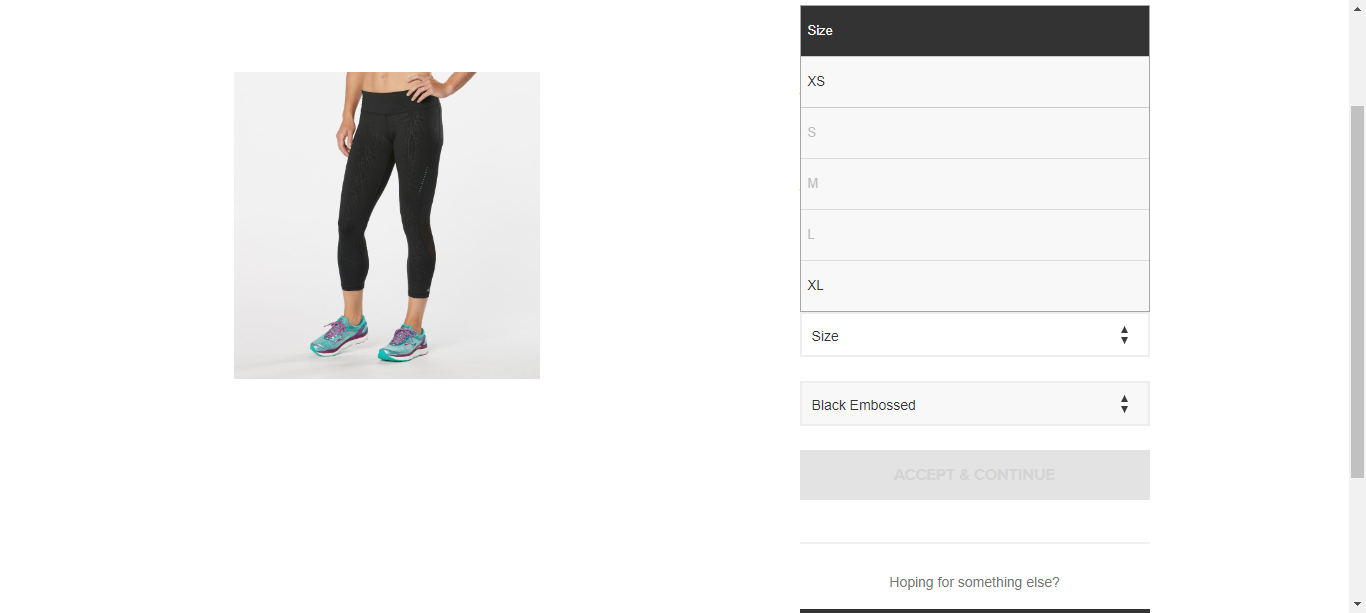 Size
XS
S
M
L
XL
Size
Black Embossed
ACCEPT & CONTINUE
Hoping for something else?